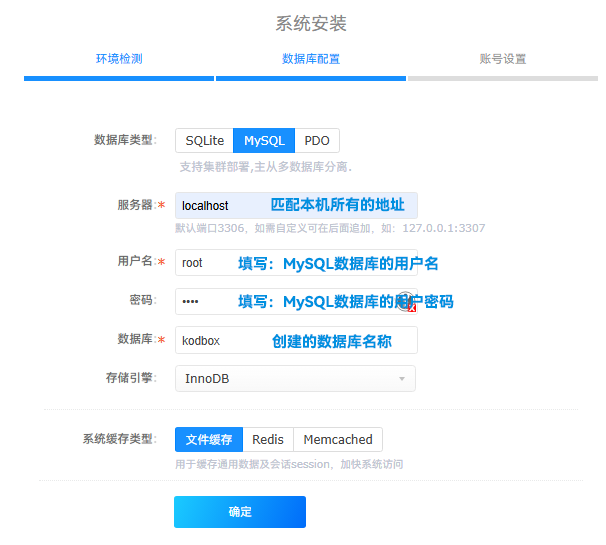 系统安装
环境检测 数据库配置 账号设置
数据库类型: SQLite MySQL PDO
支持集群部署,主从多数据库分离.
服务器:* localhost 匹配本机所有的地址
默认端口3306，如需自定义可在后面追加，如：127.0.0.1:3307
用户名:* root 填写：MySQL数据库的用户名
密码: •••• 填写：MySQL数据库的用户密码
数据库:* kodbox 创建的数据库名称
存储引擎: InnoDB
系统缓存类型: 文件缓存 Redis Memcached
用于缓存通用数据及会话session，加快系统访问
确定